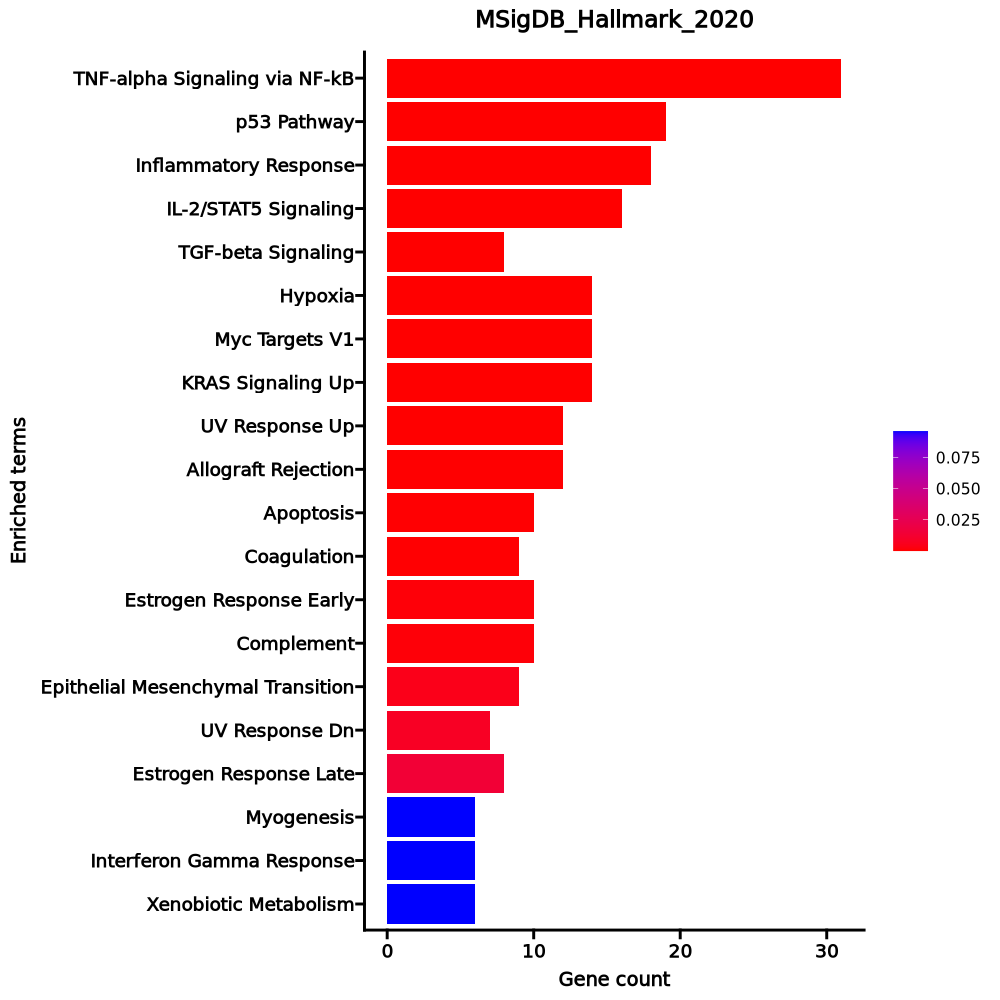 MSigDB_Hallmark_2020
TNF-alpha Signaling via NF-kB
p53 Pathway
Inflammatory Response
IL-2/STAT5 Signaling
TGF-beta Signaling
Hypoxia
Myc Targets V1
KRAS Signaling Up
UV Response Up
Allograft Rejection
Apoptosis
Coagulation
Estrogen Response Early
Complement
Epithelial Mesenchymal Transition
UV Response Dn
Estrogen Response Late
Myogenesis
Interferon Gamma Response
Xenobiotic Metabolism
Enriched terms
0 10 20 30
Gene count
0.075
0.050
0.025